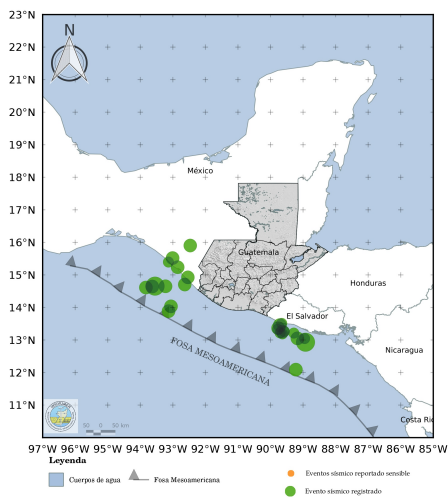 23°N
N
22°N
21°N
20°N
19°N
México
18°N
17°N
16°N
Guatemala
15°N
Honduras
14°N
El Salvador
13°N
FOSA MESOAMERICANA
Nicaragua
12°N
11°N
Costa Ric
50 0 50 km
97°W 96°W 95°W 94°W 93°W 92°W 91°W 90°W 89°W 88°W 87°W 86°W 85°W
Leyenda
Cuerpos de agua
Fosa Mesoamericana
Eventos sísmico reportado sensible
Evento sísmico registrado